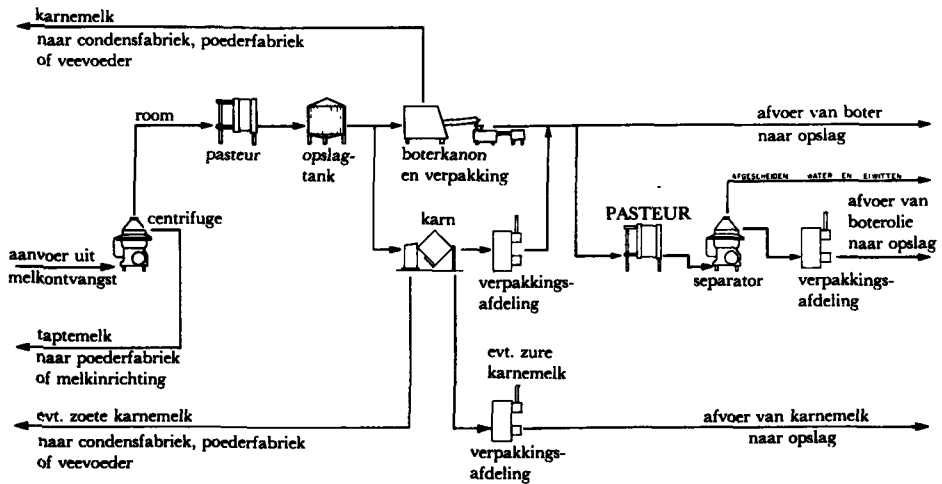 karnemelk
naar condensfabriek, poederfabriek
of veevoeder
room
pasteur
opslag-
tank
boterkanon
en verpakking
afvoer van boter
naar opslag
AFGESCHEIDEN WATER EN EIWITTEN
centrifuge
karn
PASTEUR
afvoer van
boterolie
naar opslag
aanvoer uit
melkontvangst
verpakkings-
afdeling
separator
verpakkings-
afdeling
taptemelk
naar poederfabriek
of melkinrichting
evt. zure
karnemelk
evt. zoete karnemelk
naar condensfabriek, poederfabriek
of veevoeder
verpakkings-
afdeling
afvoer van karnemelk
naar opslag